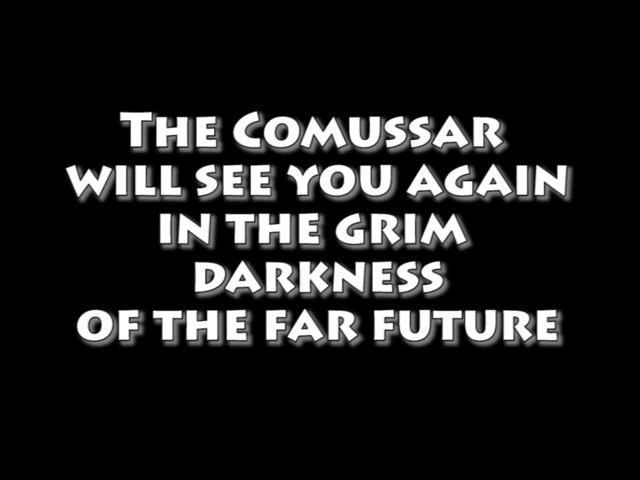 The Comussar
will see you again
in the grim
darkness
of the far future